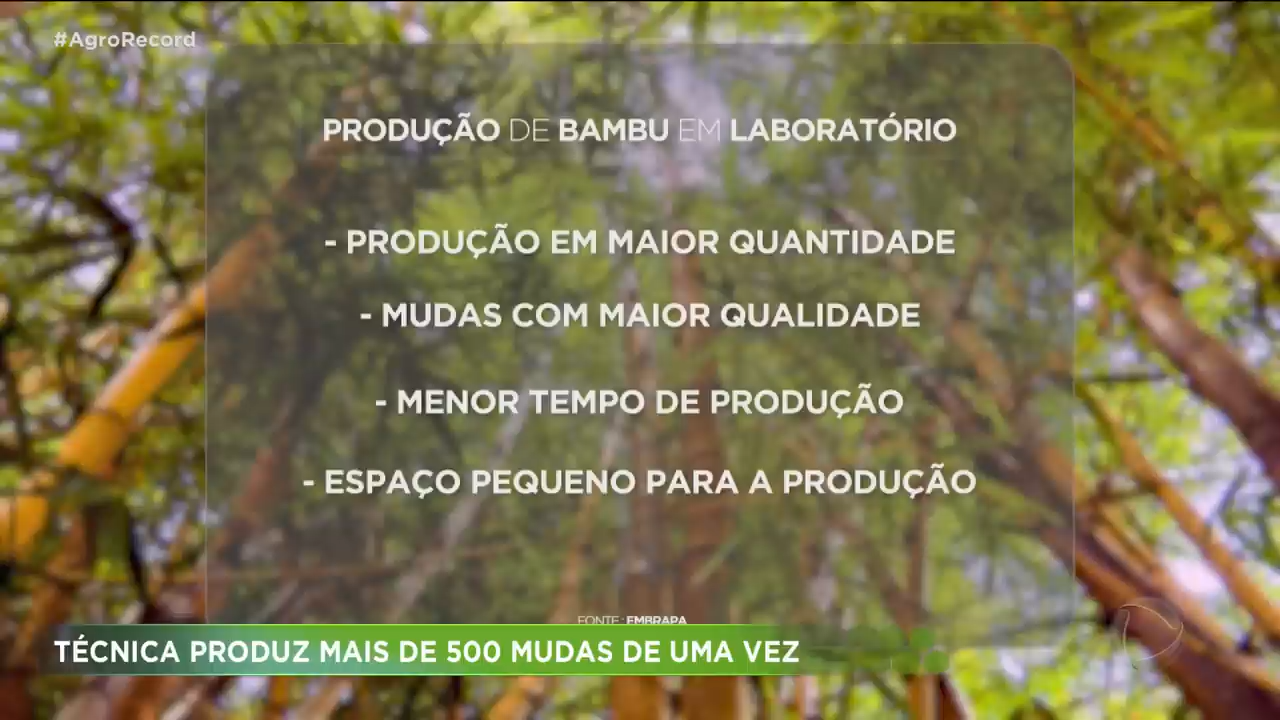 #AgroRecord
PRODUÇÃO DE BAMBU EM LABORATÓRIO
- PRODUÇÃO EM MAIOR QUANTIDADE
- MUDAS COM MAIOR QUALIDADE
- MENOR TEMPO DE PRODUÇÃO
- ESPAÇO PEQUENO PARA A PRODUÇÃO
FONTE: EMBRAPA
TÉCNICA PRODUZ MAIS DE 500 MUDAS DE UMA VEZ